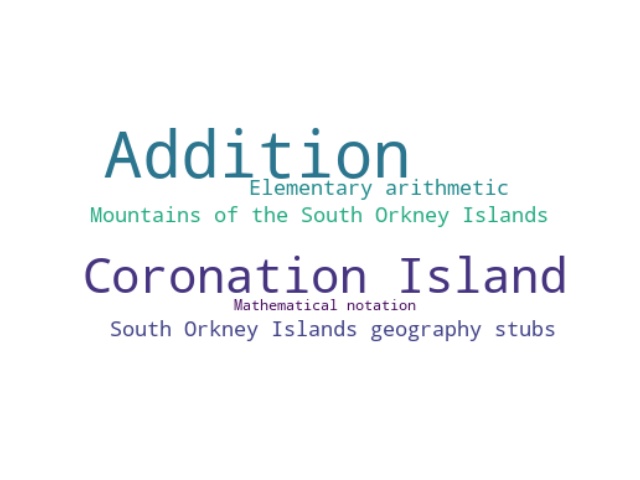 Addition
Elementary arithmetic
Mountains of the South Orkney Islands
Coronation Island
Mathematical notation
South Orkney Islands geography stubs